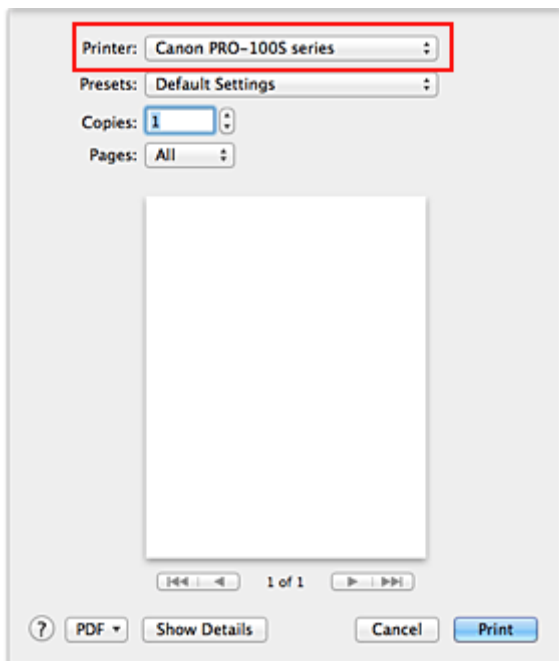 Printer: Canon PRO-100S series
Presets: Default Settings
Copies: 1
Pages: All
1 of 1
? PDF Show Details Cancel Print